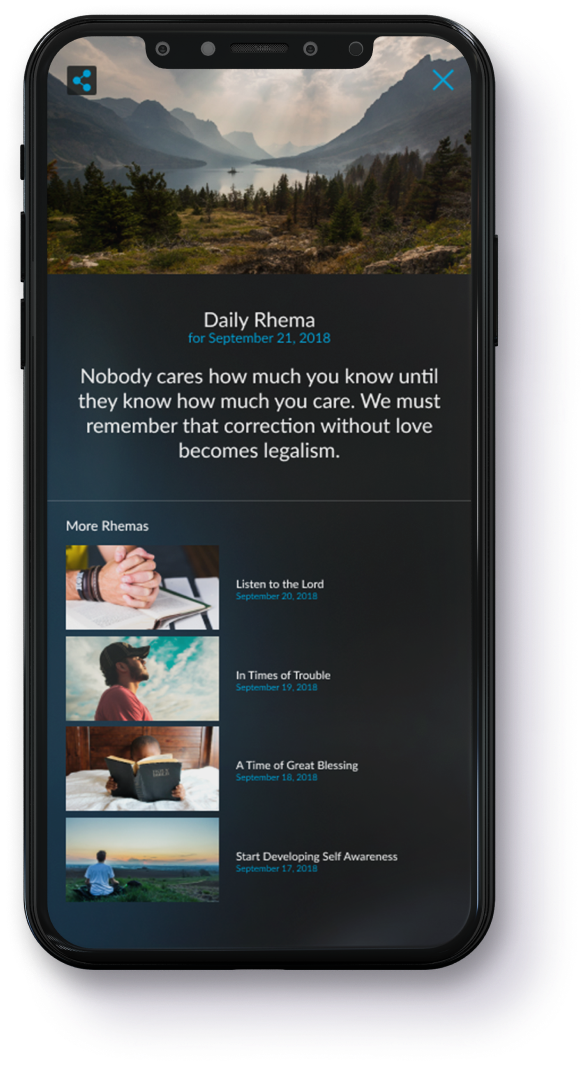 Daily Rhema
for September 21, 2018
Nobody cares how much you know until
they know how much you care. We must
remember that correction without love
becomes legalism.
More Rhemas
Listen to the Lord
September 20, 2018
In Times of Trouble
September 19, 2018
HOLY
BIBLE
A Time of Great Blessing
September 18, 2018
Start Developing Self Awareness
September 17, 2018